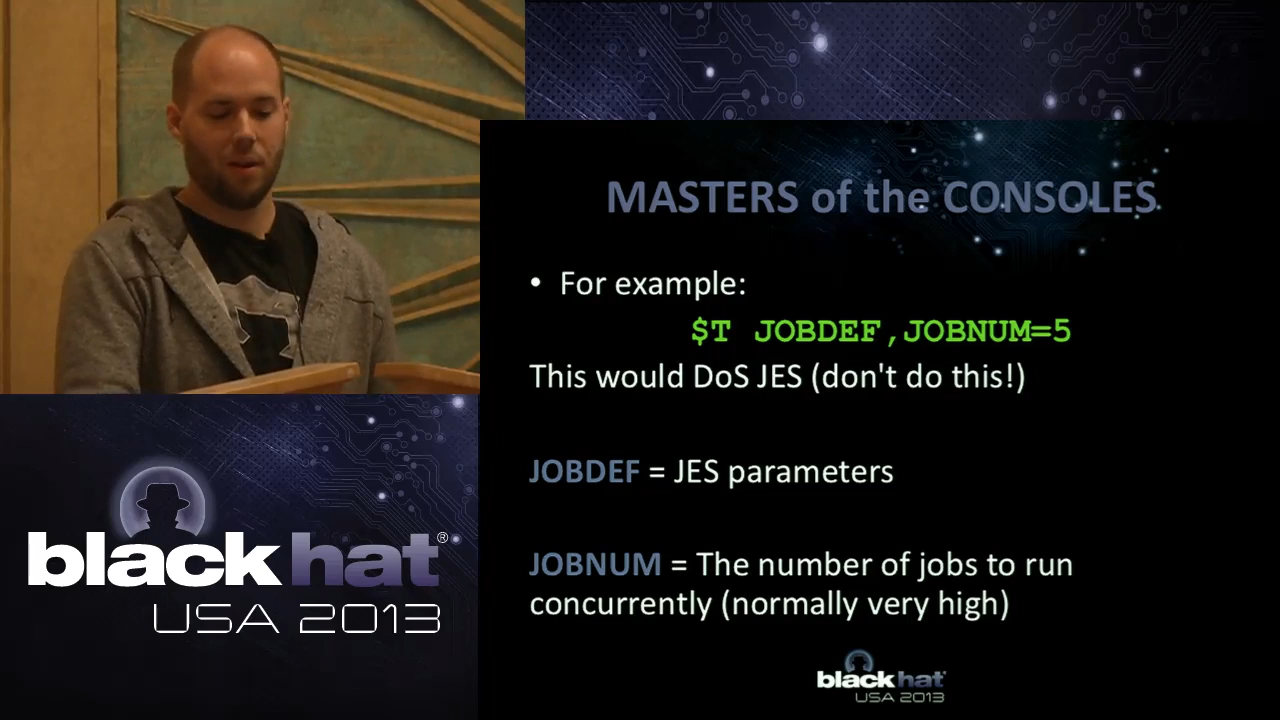 MASTERS of the CONSOLES
• For example:
$T JOBDEF,JOBNUM=5
This would DoS JES (don't do this!)
JOBDEF = JES parameters
JOBNUM = The number of jobs to run
concurrently (normally very high)
black hat®
USA 2013
black hat
USA 2013